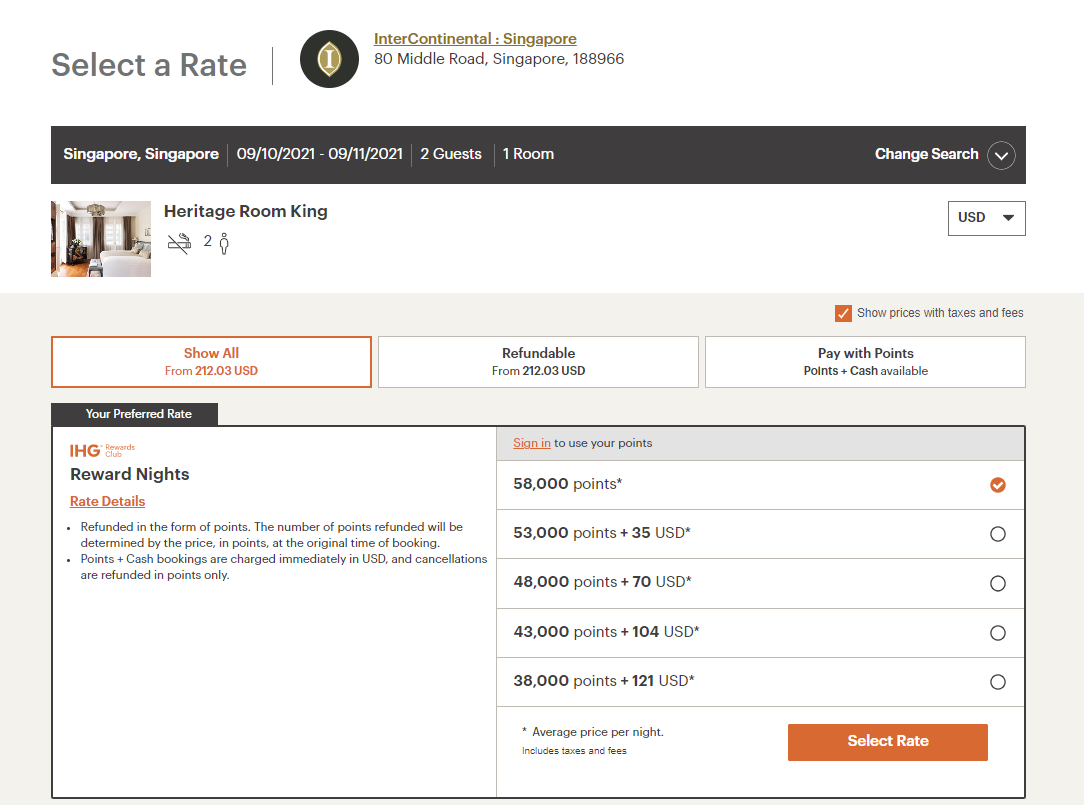 Select a Rate
InterContinental : Singapore
80 Middle Road, Singapore, 188966
Singapore, Singapore 09/10/2021 - 09/11/2021 2 Guests 1 Room Change Search
Heritage Room King
2
USD
Show prices with taxes and fees
Show All
From 212.03 USD
Refundable
From 212.03 USD
Pay with Points
Points + Cash available
Your Preferred Rate
IHG Rewards
Club
Reward Nights
Rate Details
• Refunded in the form of points. The number of points refunded will be
determined by the price, in points, at the original time of booking.
• Points + Cash bookings are charged immediately in USD, and cancellations
are refunded in points only.
Sign in to use your points
58,000 points*
53,000 points + 35 USD*
48,000 points + 70 USD*
43,000 points + 104 USD*
38,000 points + 121 USD*
* Average price per night.
Includes taxes and fees
Select Rate